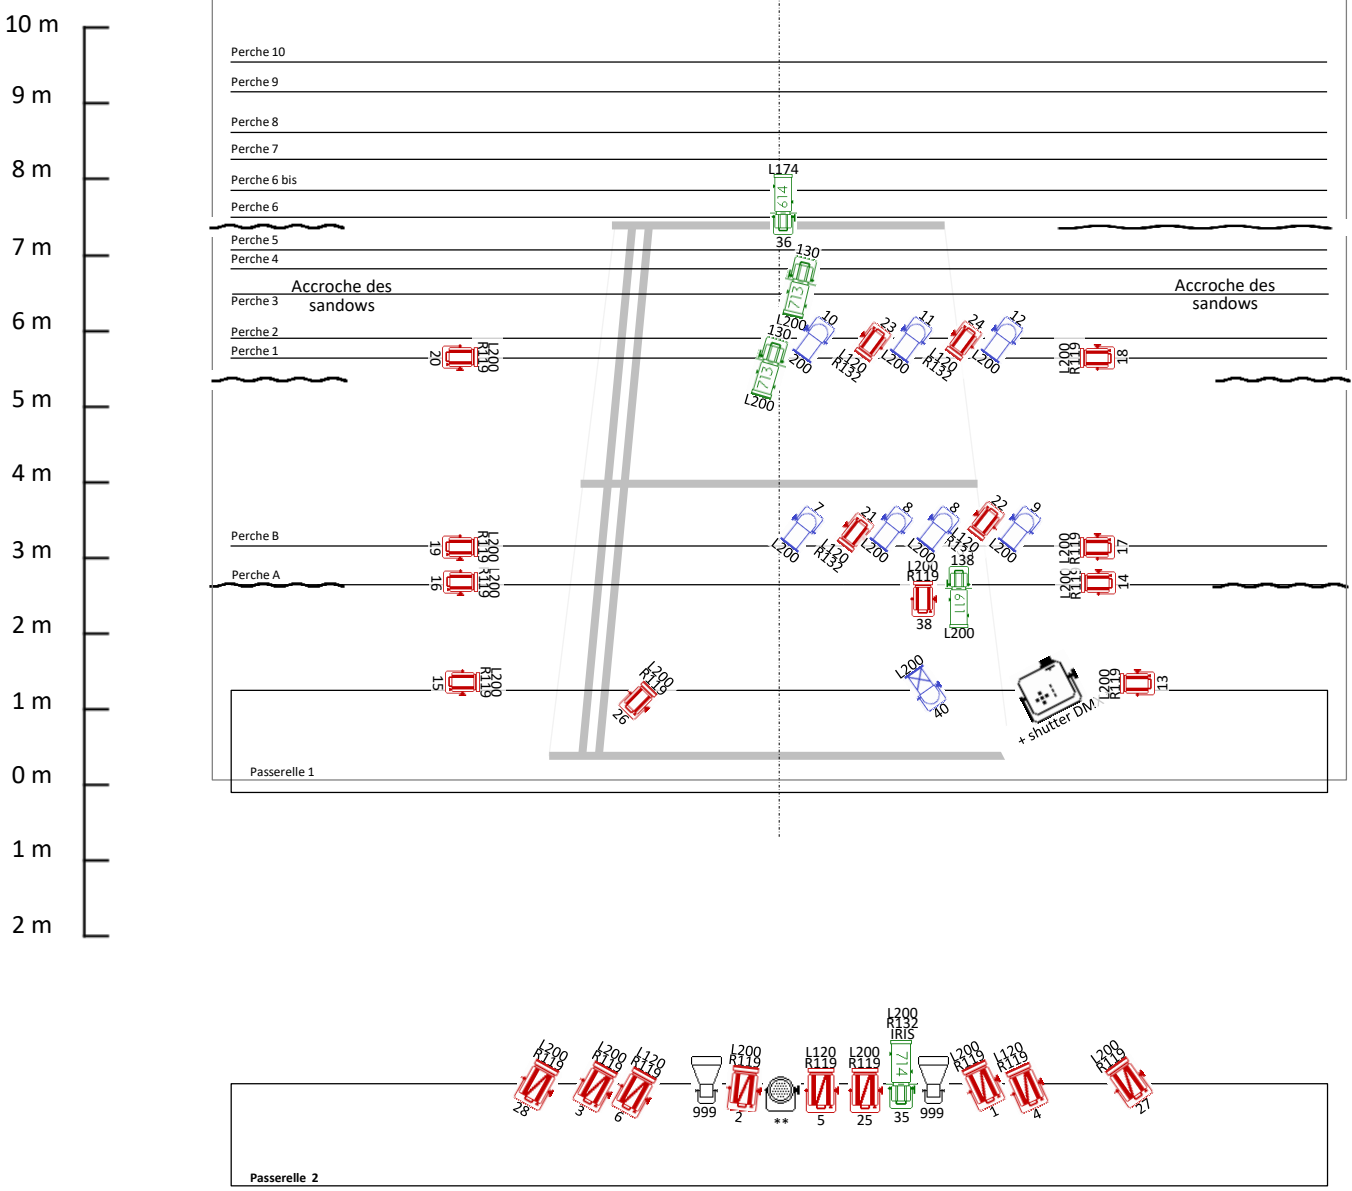 10 m
Perche 10
9 m
Perche 9
Perche 8
Perche 7
8 m
L174
Perche 6 bis
614
Perche 6
36
7 m
Perche 5
130
Perche 4
Accroche des
sandows
Accroche des
sandows
713
Perche 3
L200
6 m
10
23
11
24
12
Perche 2
130
Perche 1
20
R119
L200
713
200
L120
R132
L200
L120
R132
L200
L200
R119
18
5 m
L200
4 m
7
21
8
8
22
9
3 m
Perche B
19
R119
L200
L200
L120
R132
L200
L200
L120
R132
L200
L200
R119
17
138
L200
R119
Perche A
16
R119
L200
611
L200
R119
14
38
L200
2 m
15
R119
L200
L200
R119
26
L200
40
L200
R119
13
1 m
+ shutter DM
0 m
Passerelle 1
1 m
2 m
L200
R132
IRIS
L200
R119
L200
R119
L120
R119
L200
R119
L120
R119
L200
R119
714
L200
R119
L120
R119
L200
R119
28
3
6
999
2
**
5
25
35
999
1
4
27
Passerelle 2